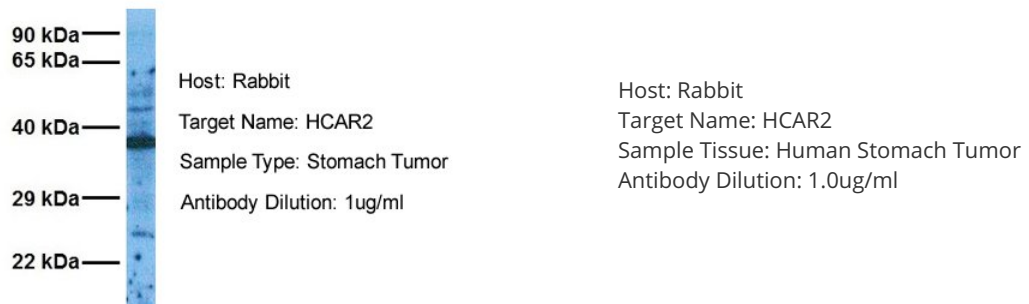 90 kDa
65 kDa
40 kDa
29 kDa
22 kDa
Host: Rabbit
Target Name: HCAR2
Sample Type: Stomach Tumor
Antibody Dilution: 1ug/ml
Host: Rabbit
Target Name: HCAR2
Sample Tissue: Human Stomach Tumor
Antibody Dilution: 1.0ug/ml